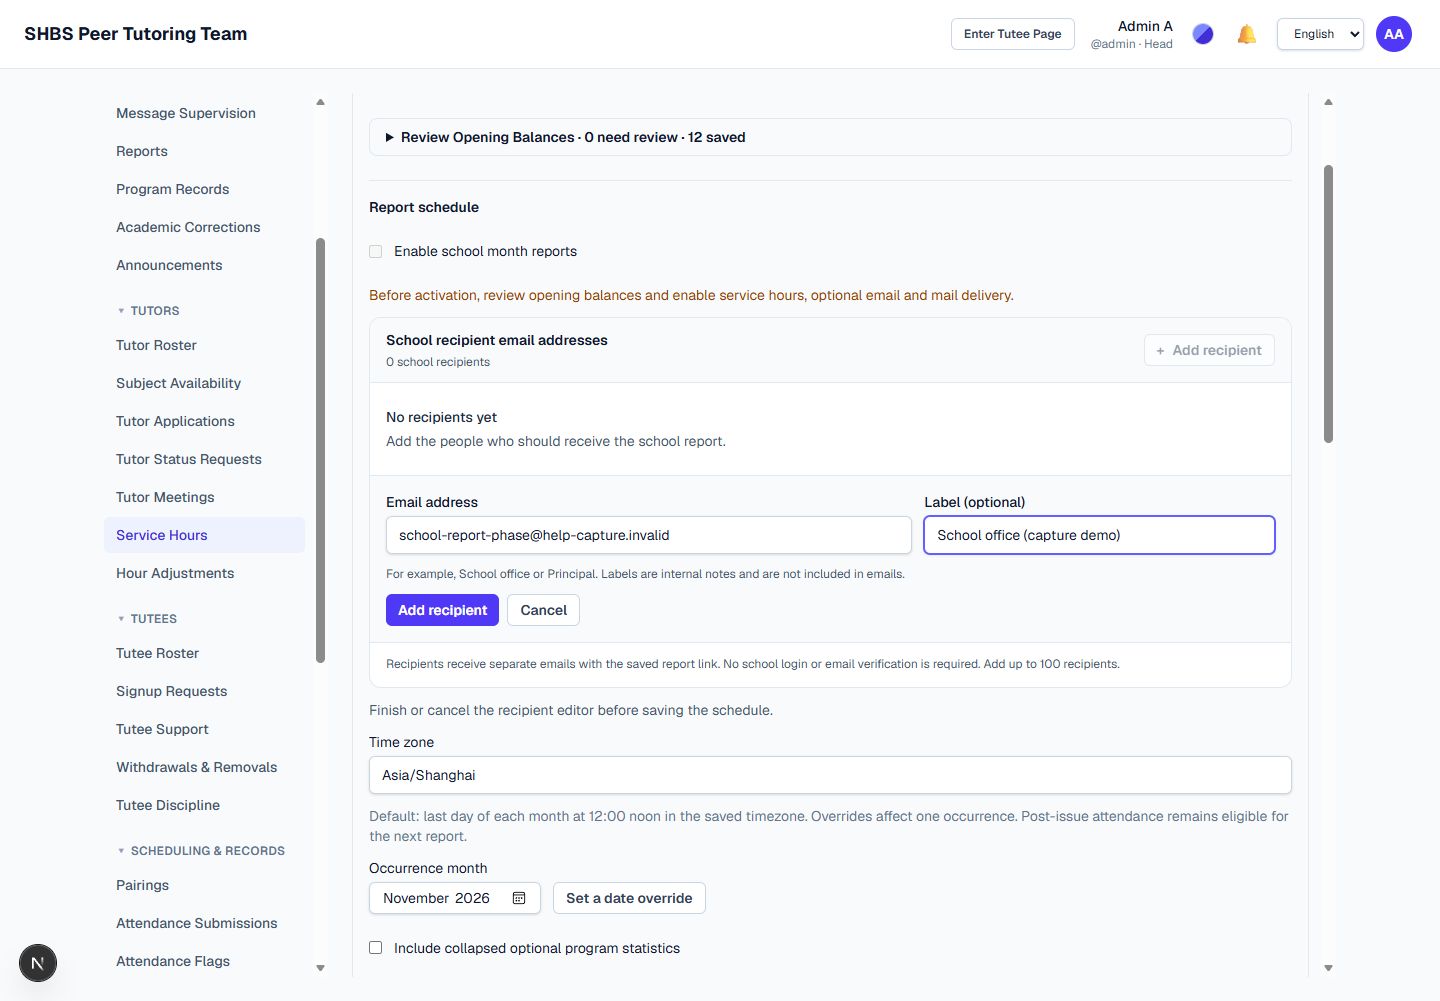 SHBS Peer Tutoring Team
Enter Tutee Page
Admin A
@admin · Head
English
AA
Message Supervision
Reports
Program Records
Academic Corrections
Announcements
TUTORS
Tutor Roster
Subject Availability
Tutor Applications
Tutor Status Requests
Tutor Meetings
Service Hours
Hour Adjustments
TUTEES
Tutee Roster
Signup Requests
Tutee Support
Withdrawals & Removals
Tutee Discipline
SCHEDULING & RECORDS
Pairings
Attendance Submissions
Attendance Flags
N
Review Opening Balances · 0 need review · 12 saved
Report schedule
Enable school month reports
Before activation, review opening balances and enable service hours, optional email and mail delivery.
School recipient email addresses
0 school recipients
+ Add recipient
No recipients yet
Add the people who should receive the school report.
Email address
school-report-phase@help-capture.invalid
Label (optional)
School office (capture demo)
For example, School office or Principal. Labels are internal notes and are not included in emails.
Add recipient
Cancel
Recipients receive separate emails with the saved report link. No school login or email verification is required. Add up to 100 recipients.
Finish or cancel the recipient editor before saving the schedule.
Time zone
Asia/Shanghai
Default: last day of each month at 12:00 noon in the saved timezone. Overrides affect one occurrence. Post-issue attendance remains eligible for
the next report.
Occurrence month
November 2026
Set a date override
Include collapsed optional program statistics